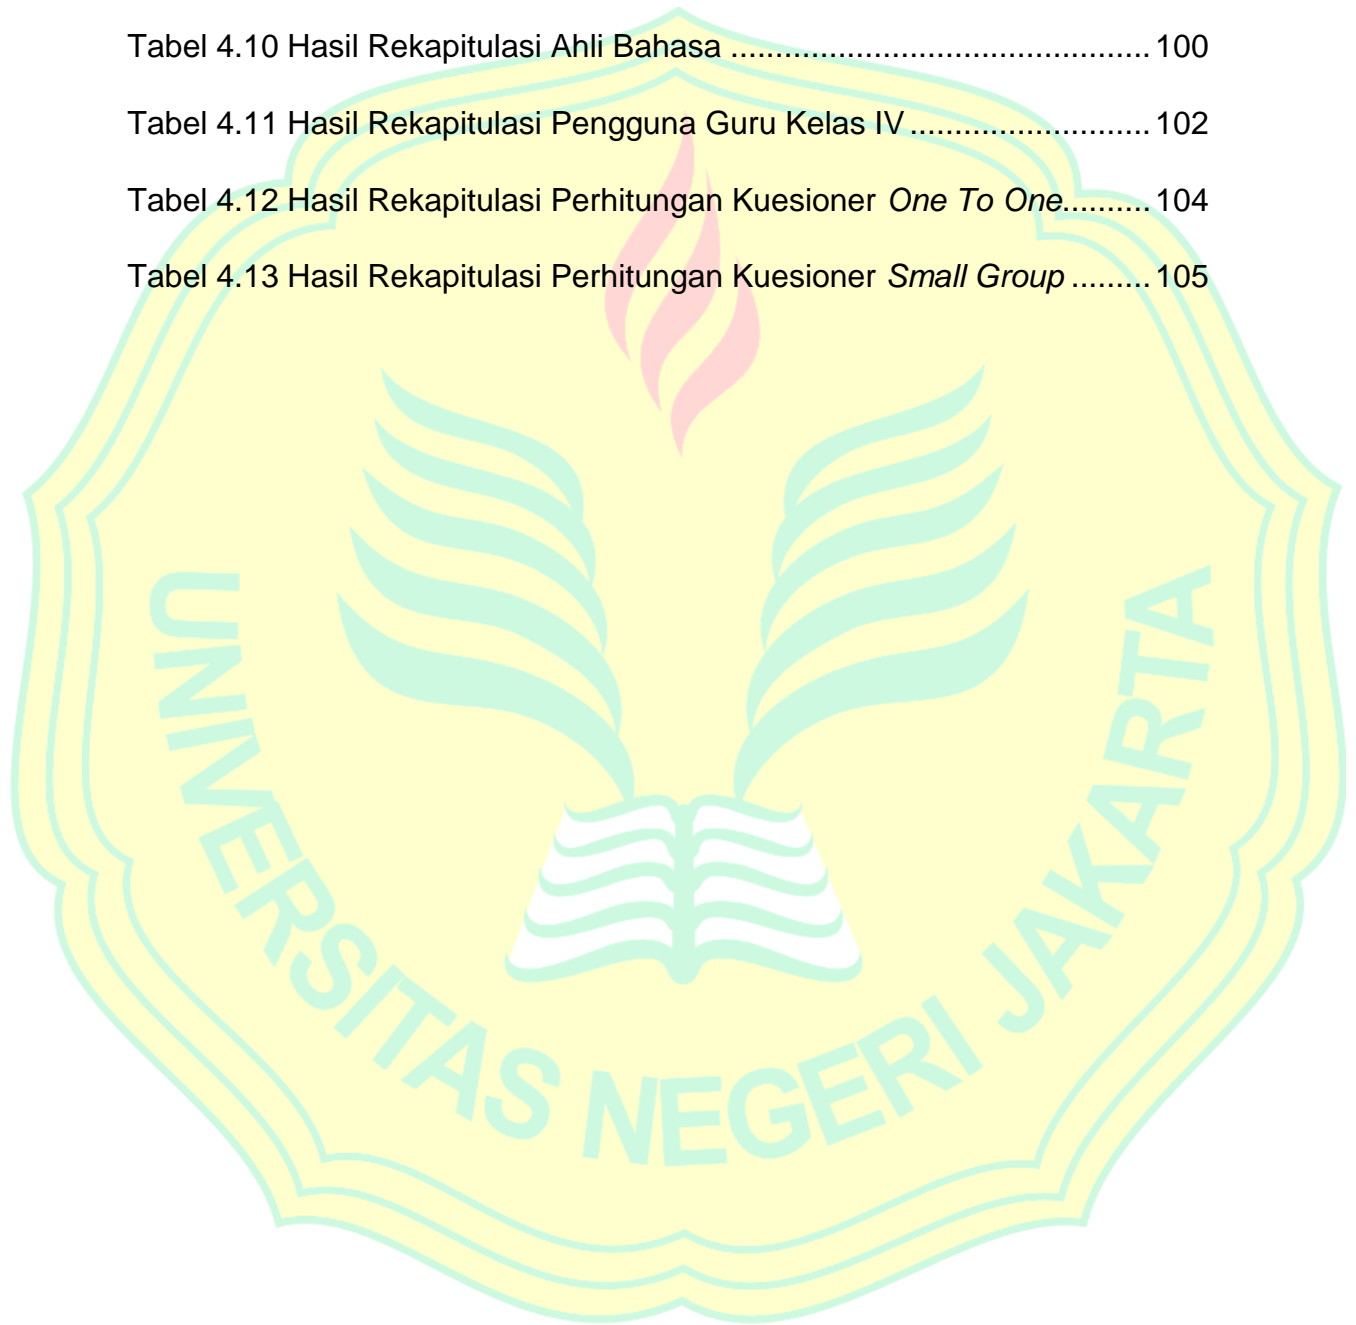 Tabel 4.10 Hasil Rekapitulasi Ahli Bahasa ............................................... 100
Tabel 4.11 Hasil Rekapitulasi Pengguna Guru Kelas IV ........................... 102
Tabel 4.12 Hasil Rekapitulasi Perhitungan Kuesioner One To One.......... 104
Tabel 4.13 Hasil Rekapitulasi Perhitungan Kuesioner Small Group ......... 105
UNIVERSITAS NEGERI JAKARTA